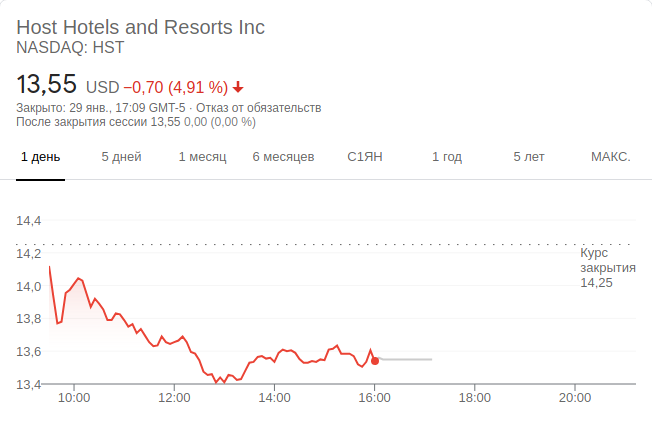 Host Hotels and Resorts Inc
NASDAQ: HST
13,55 USD −0,70 (4,91 %)
Закрыто: 29 янв., 17:09 GMT-5 · Отказ от обязательств
После закрытия сессии 13,55 0,00 (0,00 %)
1 день 5 дней 1 месяц 6 месяцев С1ЯН 1 год 5 лет МАКС.
14,4
14,2
14,0
13,8
13,6
13,4
Курс
закрытия
14,25
10:00 12:00 14:00 16:00 18:00 20:00